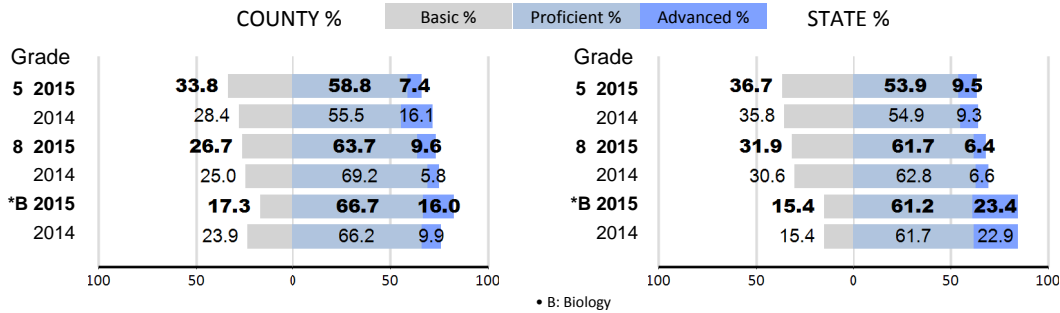 COUNTY % Basic % Proficient % Advanced % STATE %
Grade Grade
5 2015 33.8 58.8 7.4 5 2015 36.7 53.9 9.5
2014 28.4 55.5 16.1 2014 35.8 54.9 9.3
8 2015 26.7 63.7 9.6 8 2015 31.9 61.7 6.4
2014 25.0 69.2 5.8 2014 30.6 62.8 6.6
*B 2015 17.3 66.7 16.0 *B 2015 15.4 61.2 23.4
2014 23.9 66.2 9.9 2014 15.4 61.7 22.9
100 50 0 50 100 100 50 0 50 100
• B: Biology